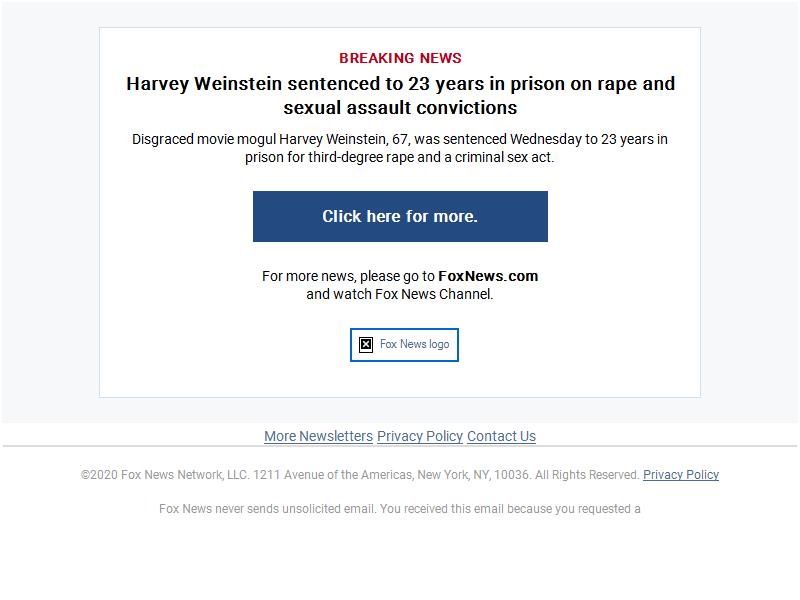 BREAKING NEWS
Harvey Weinstein sentenced to 23 years in prison on rape and
sexual assault convictions
Disgraced movie mogul Harvey Weinstein, 67, was sentenced Wednesday to 23 years in
prison for third-degree rape and a criminal sex act.
Click here for more.
For more news, please go to FoxNews.com
and watch Fox News Channel.
Fox News logo
More Newsletters Privacy Policy Contact Us
©2020 Fox News Network, LLC. 1211 Avenue of the Americas, New York, NY, 10036. All Rights Reserved. Privacy Policy
Fox News never sends unsolicited email. You received this email because you requested a